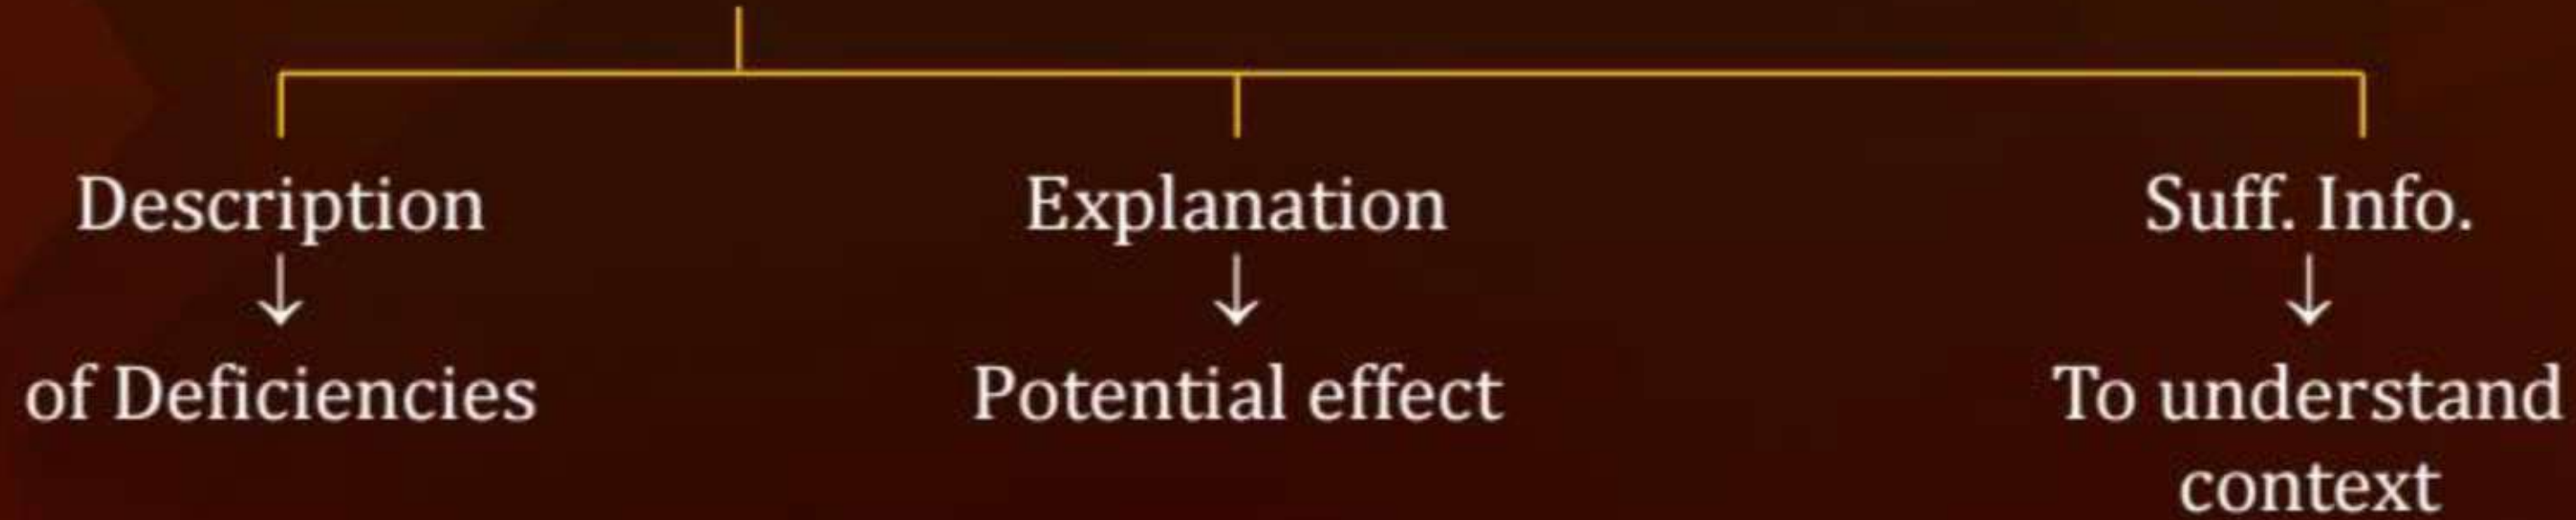 Description
↓
of Deficiencies
Explanation
↓
Potential effect
Suff. Info.
↓
To understand
context